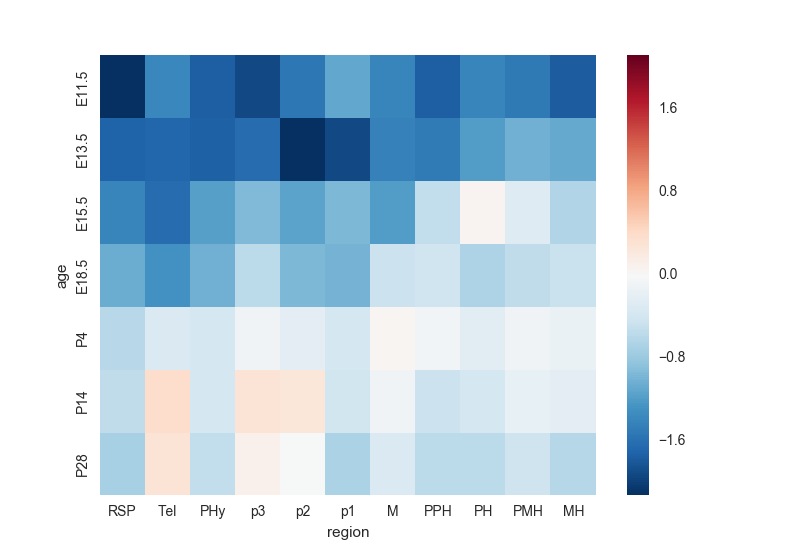 age
E11.5
E13.5
E15.5
E18.5
P4
P14
P28
RSP Tel PHy p3 p2 p1 M PPH PH PMH MH
region
1.6
0.8
0.0
−0.8
−1.6